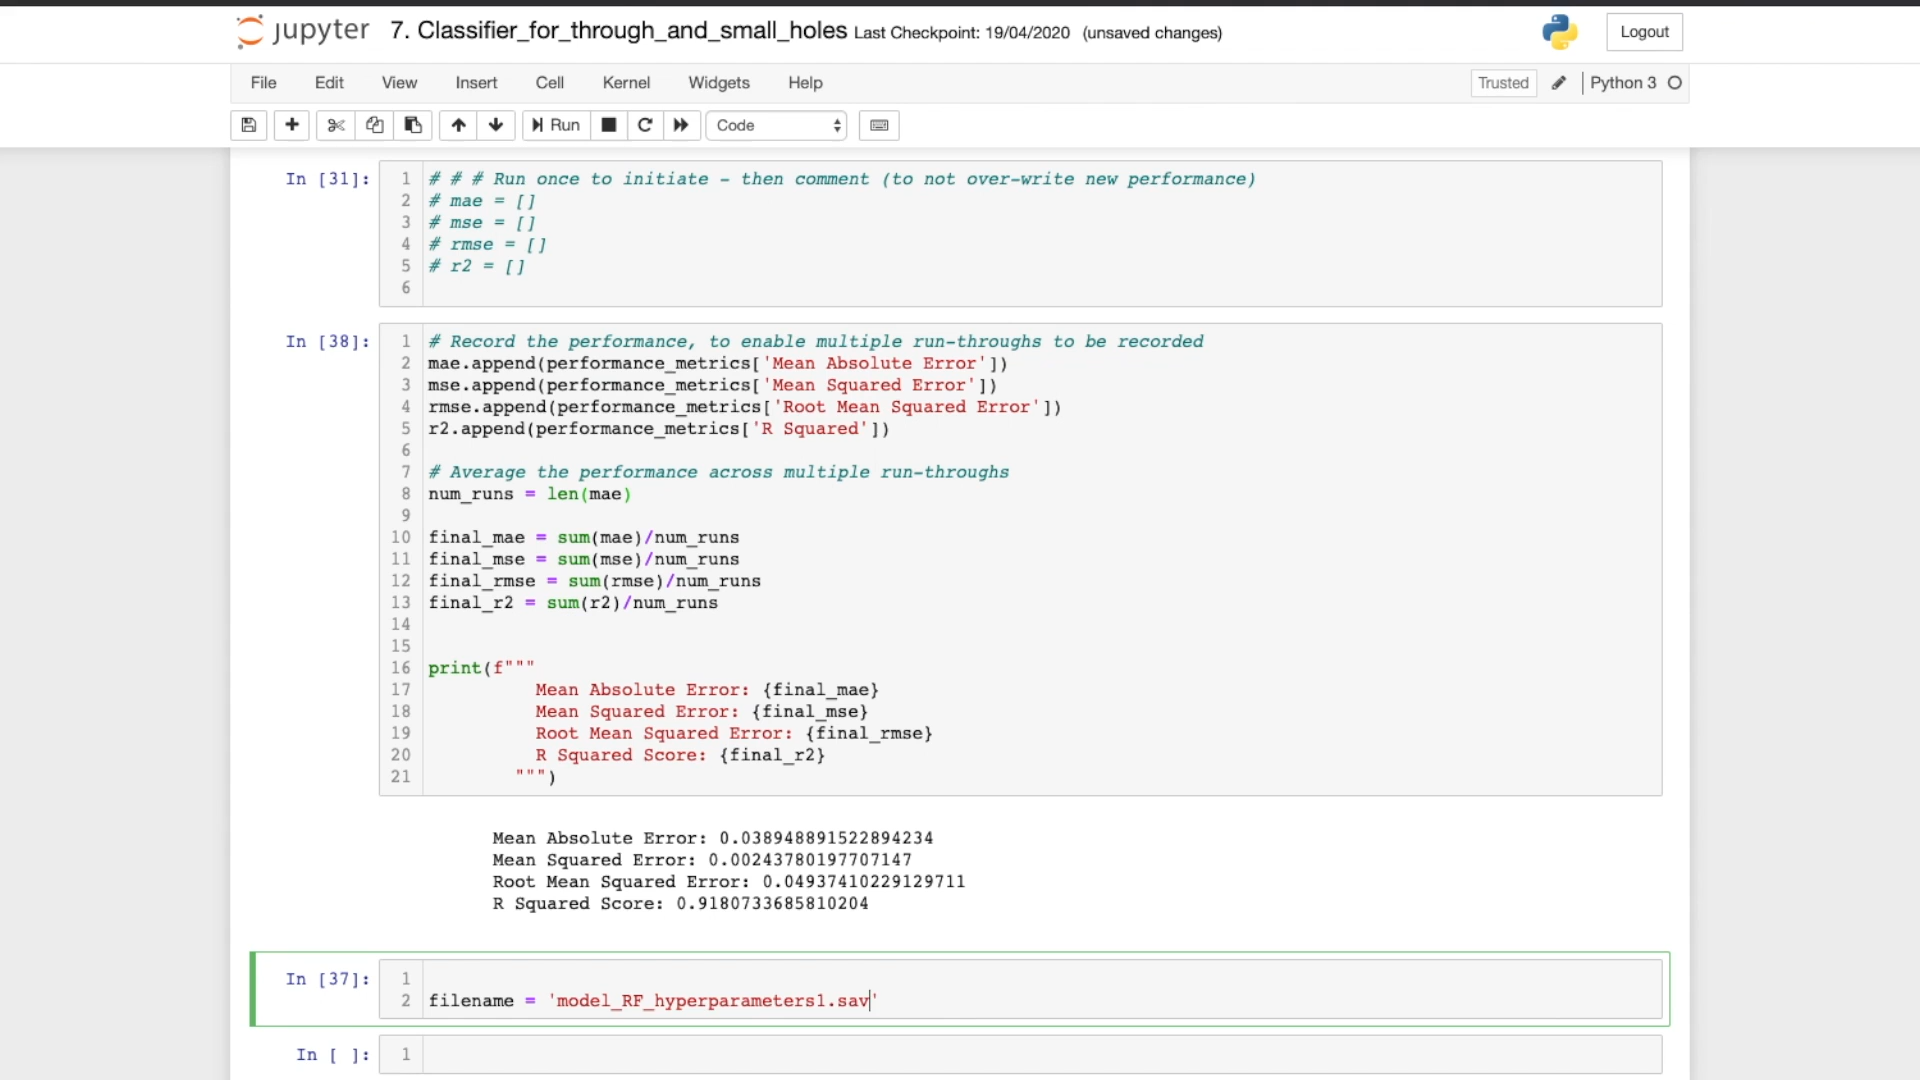 jupyter 7. Classifier_for_through_and_small_holes Last Checkpoint: 19/04/2020 (unsaved changes) Logout
File Edit View Insert Cell Kernel Widgets Help Trusted Python 3
Run Code
In [31]:
1 # # # Run once to initiate – then comment (to not over-write new performance)
2 # mae = []
3 # mse = []
4 # rmse = []
5 # r2 = []
6
In [38]:
1 # Record the performance, to enable multiple run-throughs to be recorded
2 mae.append(performance_metrics['Mean Absolute Error'])
3 mse.append(performance_metrics['Mean Squared Error'])
4 rmse.append(performance_metrics['Root Mean Squared Error'])
5 r2.append(performance_metrics['R Squared'])
6
7 # Average the performance across multiple run-throughs
8 num_runs = len(mae)
9
10 final_mae = sum(mae)/num_runs
11 final_mse = sum(mse)/num_runs
12 final_rmse = sum(rmse)/num_runs
13 final_r2 = sum(r2)/num_runs
14
15
16 print(f"""
17 Mean Absolute Error: {final_mae}
18 Mean Squared Error: {final_mse}
19 Root Mean Squared Error: {final_rmse}
20 R Squared Score: {final_r2}
21 """)
Mean Absolute Error: 0.038948891522894234
Mean Squared Error: 0.00243780197707147
Root Mean Squared Error: 0.04937410229129711
R Squared Score: 0.9180733685810204
In [37]:
1
2 filename = 'model_RF_hyperparameters1.sav'
In [ ]:
1